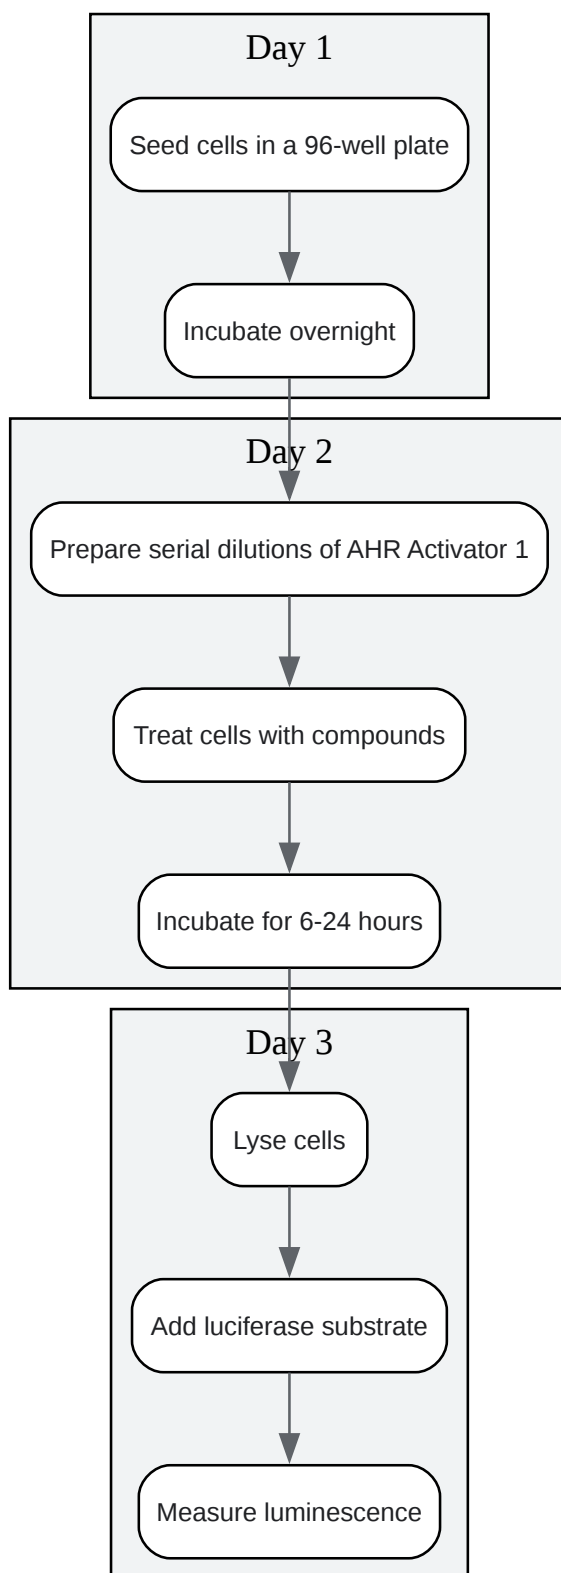 Day 1
Seed cells in a 96-well plate
Incubate overnight
Day 2
Prepare serial dilutions of AHR Activator 1
Treat cells with compounds
Incubate for 6-24 hours
Day 3
Lyse cells
Add luciferase substrate
Measure luminescence